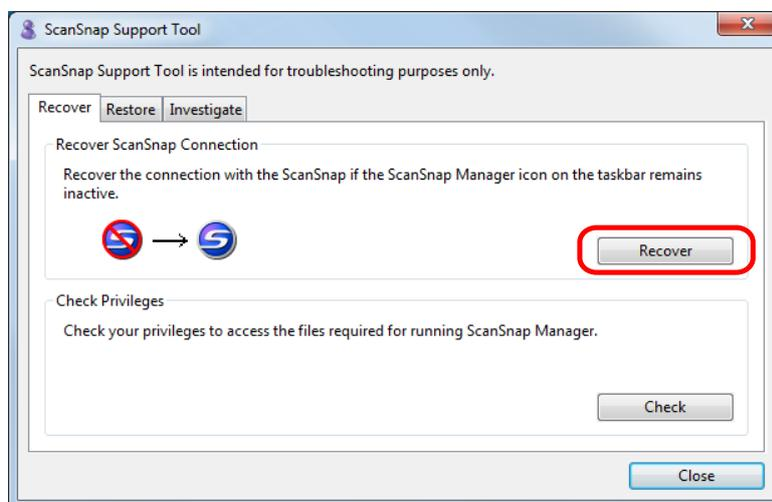 ScanSnap Support Tool
ScanSnap Support Tool is intended for troubleshooting purposes only.
Recover Restore Investigate
Recover ScanSnap Connection
Recover the connection with the ScanSnap if the ScanSnap Manager icon on the taskbar remains
inactive.
Recover
Check Privileges
Check your privileges to access the files required for running ScanSnap Manager.
Check
Close